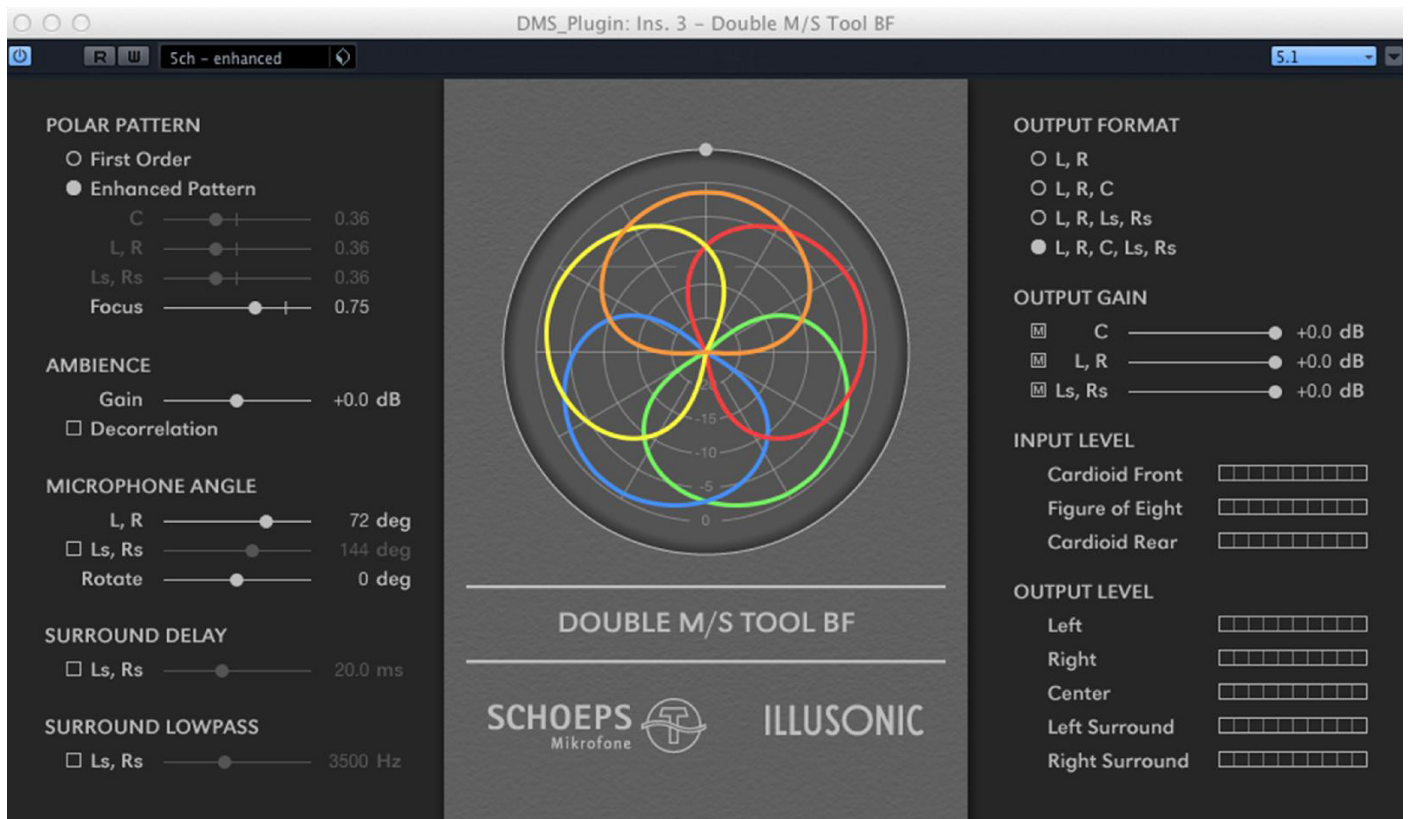 DMS_Plugin: Ins. 3 – Double M/S Tool BF
R W 5ch – enhanced
5.1
POLAR PATTERN
First Order
Enhanced Pattern
C 0.36
L, R 0.36
Ls, Rs 0.36
Focus 0.75
AMBIENCE
Gain +0.0 dB
Decorrelation
MICROPHONE ANGLE
L, R 72 deg
Ls, Rs 144 deg
Rotate 0 deg
SURROUND DELAY
Ls, Rs 20.0 ms
SURROUND LOWPASS
Ls, Rs 3500 Hz
-20
-15
-10
-5
0
DOUBLE M/S TOOL BF
SCHOEPS
Mikrofone
ILLUSONIC
OUTPUT FORMAT
L, R
L, R, C
L, R, Ls, Rs
L, R, C, Ls, Rs
OUTPUT GAIN
M C +0.0 dB
M L, R +0.0 dB
M Ls, Rs +0.0 dB
INPUT LEVEL
Cardioid Front
Figure of Eight
Cardioid Rear
OUTPUT LEVEL
Left
Right
Center
Left Surround
Right Surround